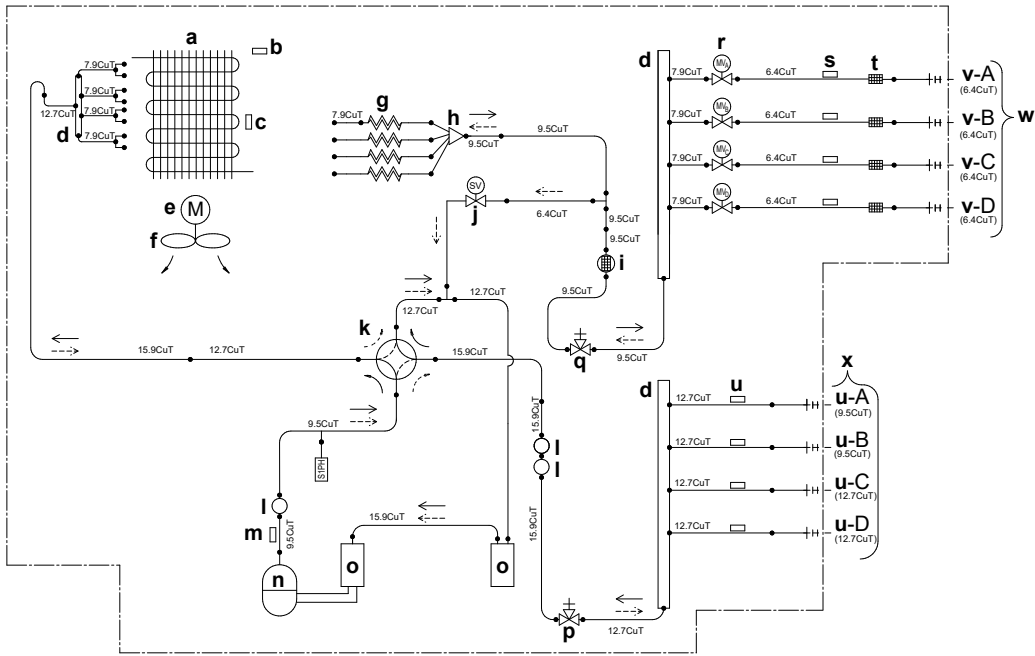 a
b
c
d
7.9CuT
7.9CuT
7.9CuT
7.9CuT
12.7CuT
e
M
f
g
7.9CuT
h
9.5CuT
9.5CuT
SV
j
6.4CuT
9.5CuT
9.5CuT
i
9.5CuT
q
9.5CuT
d
r
s
t
7.9CuT
MVA
6.4CuT
v-A
(6.4CuT)
7.9CuT
MVB
6.4CuT
v-B
(6.4CuT)
w
7.9CuT
MVC
6.4CuT
v-C
(6.4CuT)
7.9CuT
MVD
6.4CuT
v-D
(6.4CuT)
12.7CuT
12.7CuT
k
15.9CuT
12.7CuT
15.9CuT
9.5CuT
S1PH
l
m
9.5CuT
n
o
15.9CuT
o
15.9CuT
l
l
15.9CuT
p
12.7CuT
d
u
x
12.7CuT
u-A
(9.5CuT)
12.7CuT
u-B
(9.5CuT)
12.7CuT
u-C
(12.7CuT)
12.7CuT
u-D
(12.7CuT)